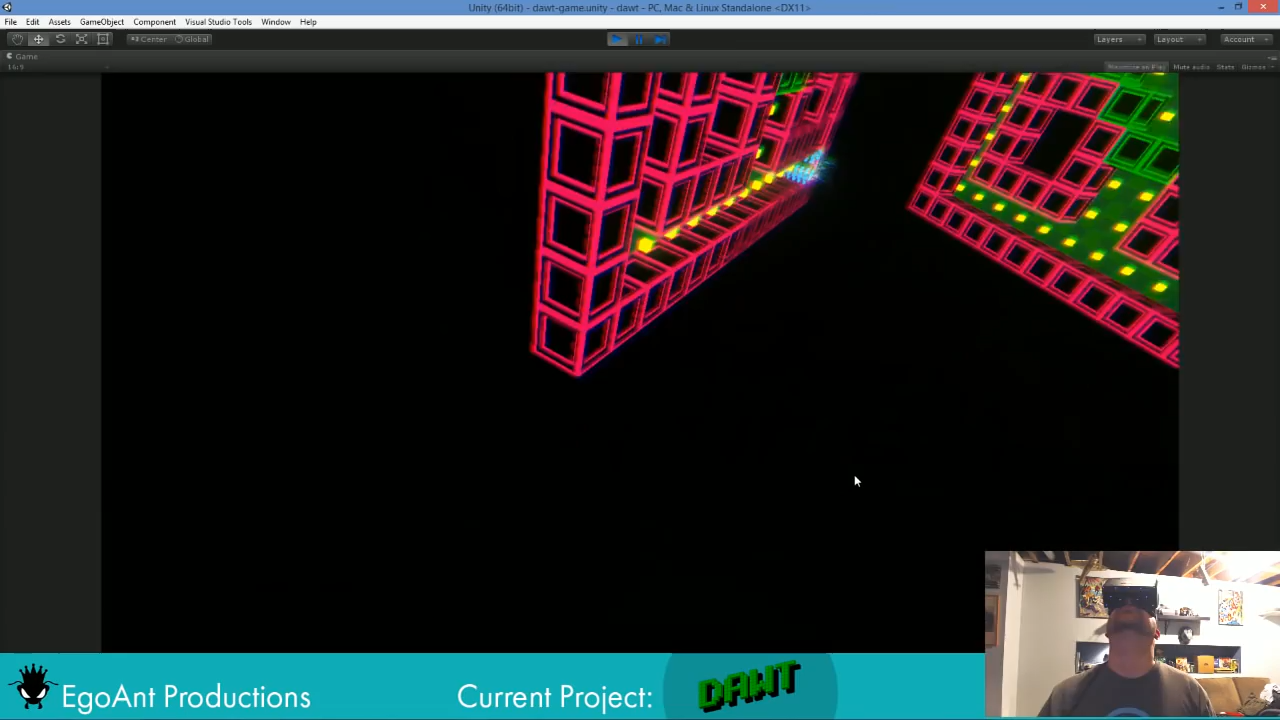 Unity (64bit) - dawt-game.unity - dawt - PC, Mac & Linux Standalone <DX11>
File Edit Assets GameObject Component Visual Studio Tools Window Help
Center Global Layers Layout Account
Game
16:9 Maximize on Play Mute audio Stats Gizmos
EgoAnt Productions Current Project: DAWT